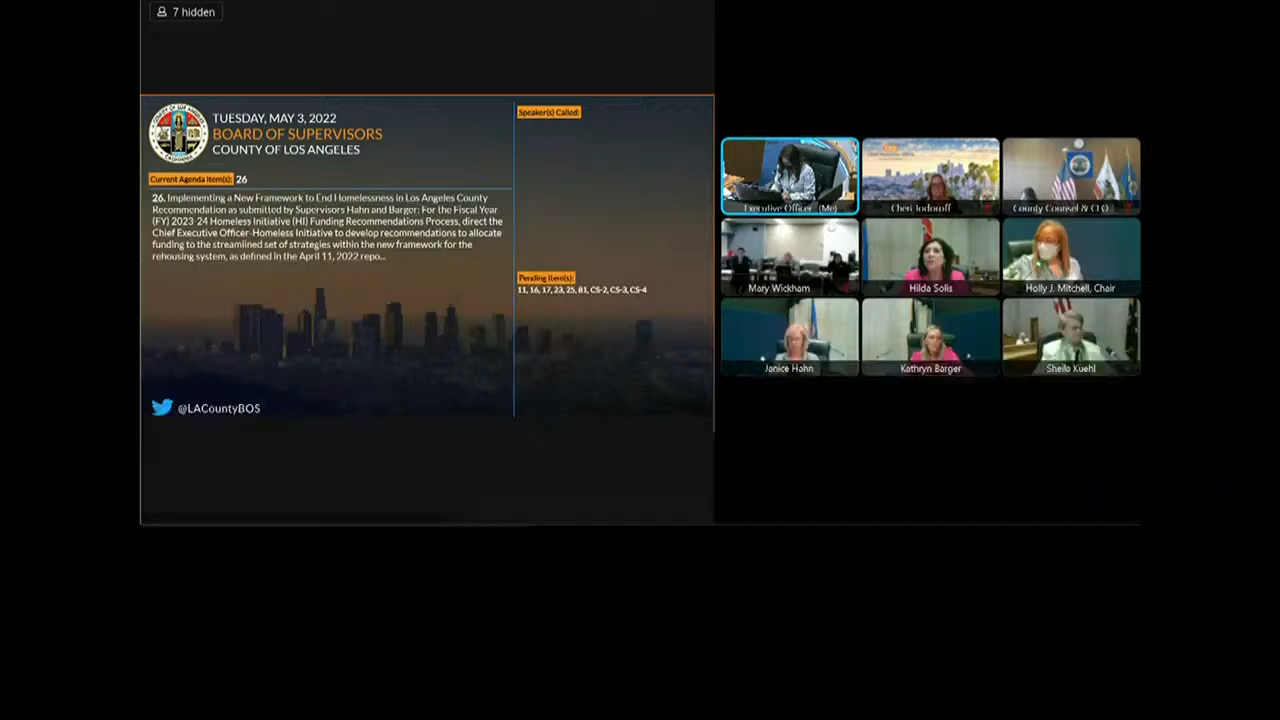 7 hidden
TUESDAY, MAY 3, 2022
BOARD OF SUPERVISORS
COUNTY OF LOS ANGELES
Current Agenda Item(s): 26
26. Implementing a New Framework to End Homelessness in Los Angeles County
Recommendation as submitted by Supervisors Hahn and Barger: For the Fiscal Year
(FY) 2023-24 Homeless Initiative (HI) Funding Recommendations Process, direct the
Chief Executive Officer-Homeless Initiative to develop recommendations to allocate
funding to the streamlined set of strategies within the new framework for the
rehousing system, as defined in the April 11, 2022 repo...
@LACountyBOS
Speaker(s) Called:
Pending Item(s):
11, 16, 17, 23, 25, 81, CS-2, CS-3, CS-4
Executive Officer (Me)
Cheri Todoroff
County Counsel & CEO
Mary Wickham
Hilda Solis
Holly J. Mitchell, Chair
Janice Hahn
Kathryn Barger
Sheila Kuehl